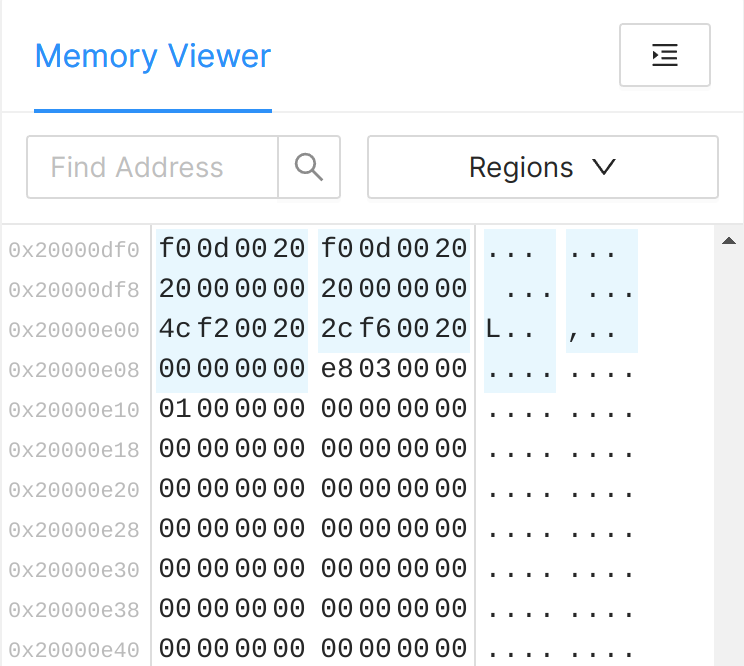 Memory Viewer
Find Address Regions
0x20000df0 f0 0d 00 20 f0 0d 00 20 ... ...
0x20000df8 20 00 00 00 20 00 00 00  ...  ...
0x20000e00 4c f2 00 20 2c f6 00 20 L.. ,..
0x20000e08 00 00 00 00 e8 03 00 00 .... ....
0x20000e10 01 00 00 00 00 00 00 00 .... ....
0x20000e18 00 00 00 00 00 00 00 00 .... ....
0x20000e20 00 00 00 00 00 00 00 00 .... ....
0x20000e28 00 00 00 00 00 00 00 00 .... ....
0x20000e30 00 00 00 00 00 00 00 00 .... ....
0x20000e38 00 00 00 00 00 00 00 00 .... ....
0x20000e40 00 00 00 00 00 00 00 00 .... ....